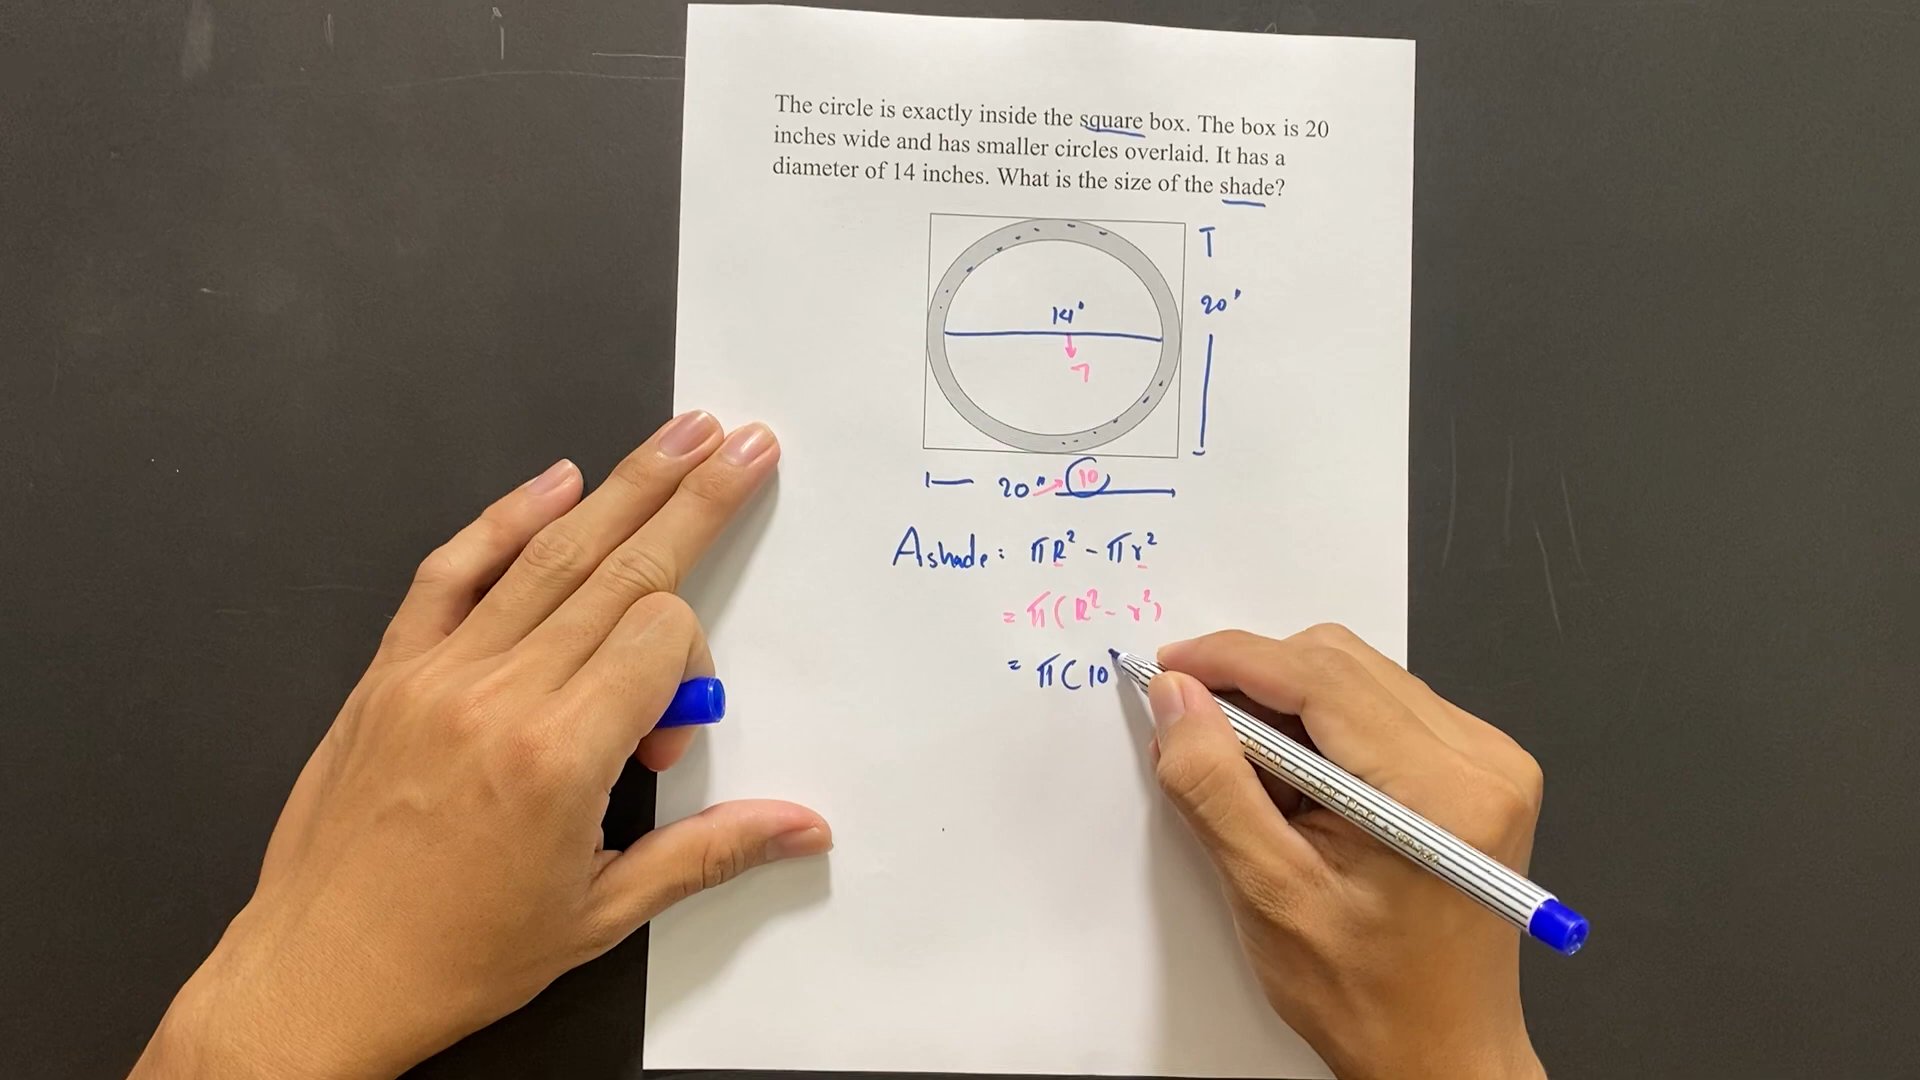 The circle is exactly inside the square box. The box is 20
inches wide and has smaller circles overlaid. It has a
diameter of 14 inches. What is the size of the shade?
14"
20"
7
20" → 10
Ashade: πR² - πr²
= π(R² - r²)
= π(10